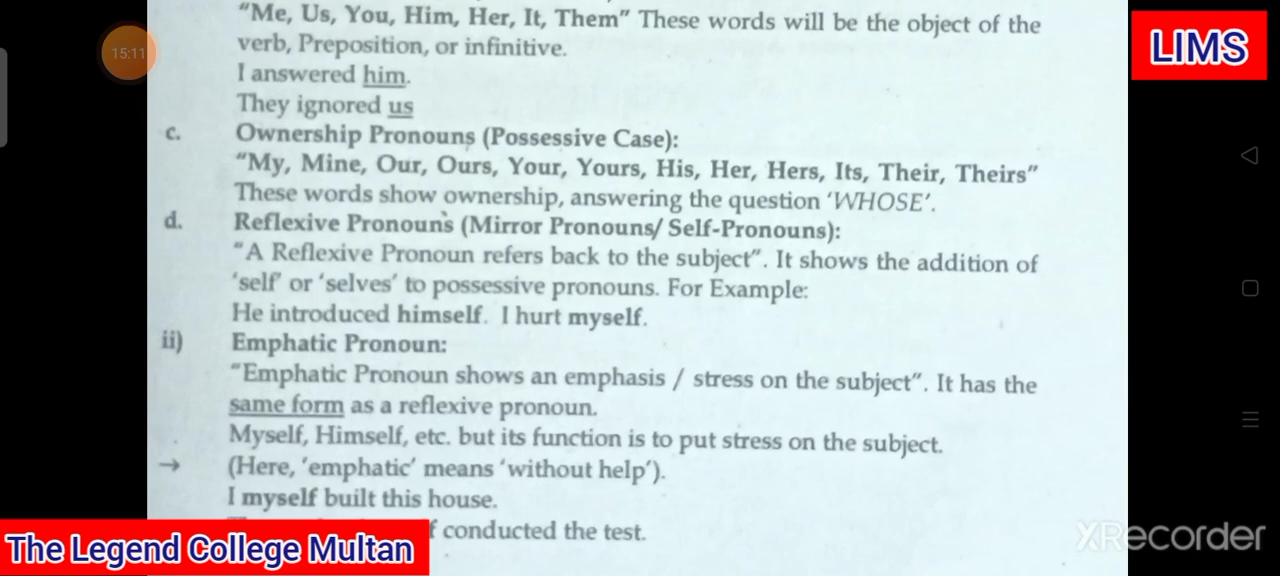 "Me, Us, You, Him, Her, It, Them" These words will be the object of the
verb, Preposition, or infinitive.
I answered him.
They ignored us
c. Ownership Pronouns (Possessive Case):
"My, Mine, Our, Ours, Your, Yours, His, Her, Hers, Its, Their, Theirs"
These words show ownership, answering the question 'WHOSE'.
d. Reflexive Pronouns (Mirror Pronouns/ Self-Pronouns):
"A Reflexive Pronoun refers back to the subject". It shows the addition of
'self' or 'selves' to possessive pronouns. For Example:
He introduced himself. I hurt myself.
ii) Emphatic Pronoun:
"Emphatic Pronoun shows an emphasis / stress on the subject". It has the
same form as a reflexive pronoun.
Myself, Himself, etc. but its function is to put stress on the subject.
→ (Here, 'emphatic' means 'without help').
I myself built this house.
conducted the test.
15:11
LIMS
The Legend College Multan
XRecorder